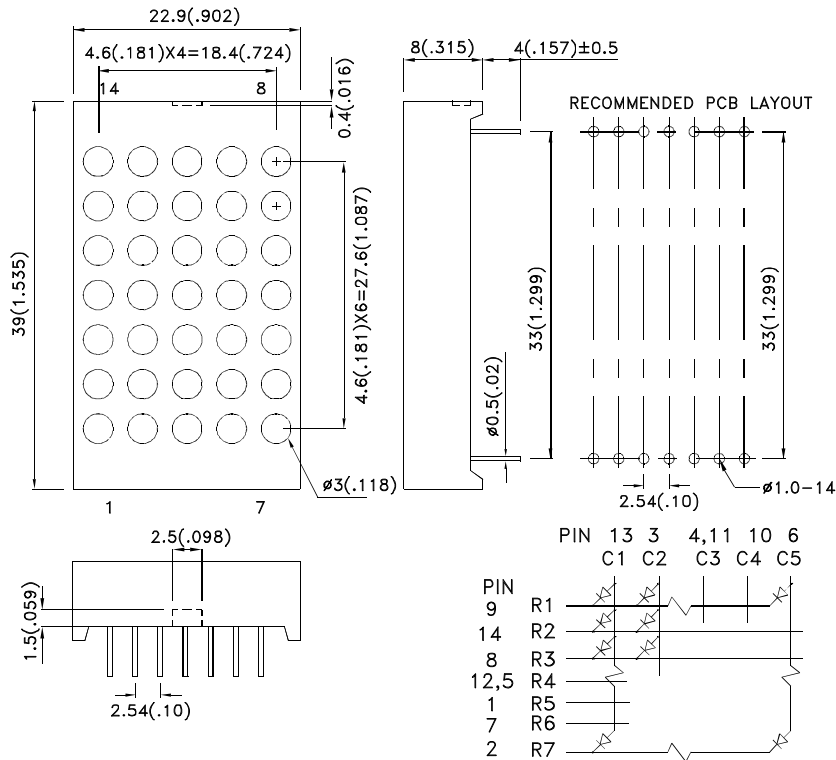 22.9(.902)
4.6(.181)X4=18.4(.724)
14
8
0.4(.016)
39(1.535)
4.6(.181)X6=27.6(1.087)
ø3(.118)
1
7
8(.315)
4(.157)±0.5
33(1.299)
ø0.5(.02)
RECOMMENDED PCB LAYOUT
33(1.299)
2.54(.10)
ø1.0-14
2.5(.098)
1.5(.059)
2.54(.10)
PIN 13 3 4,11 10 6
C1 C2 C3 C4 C5
PIN
9 R1
14 R2
8 R3
12,5 R4
1 R5
7 R6
2 R7